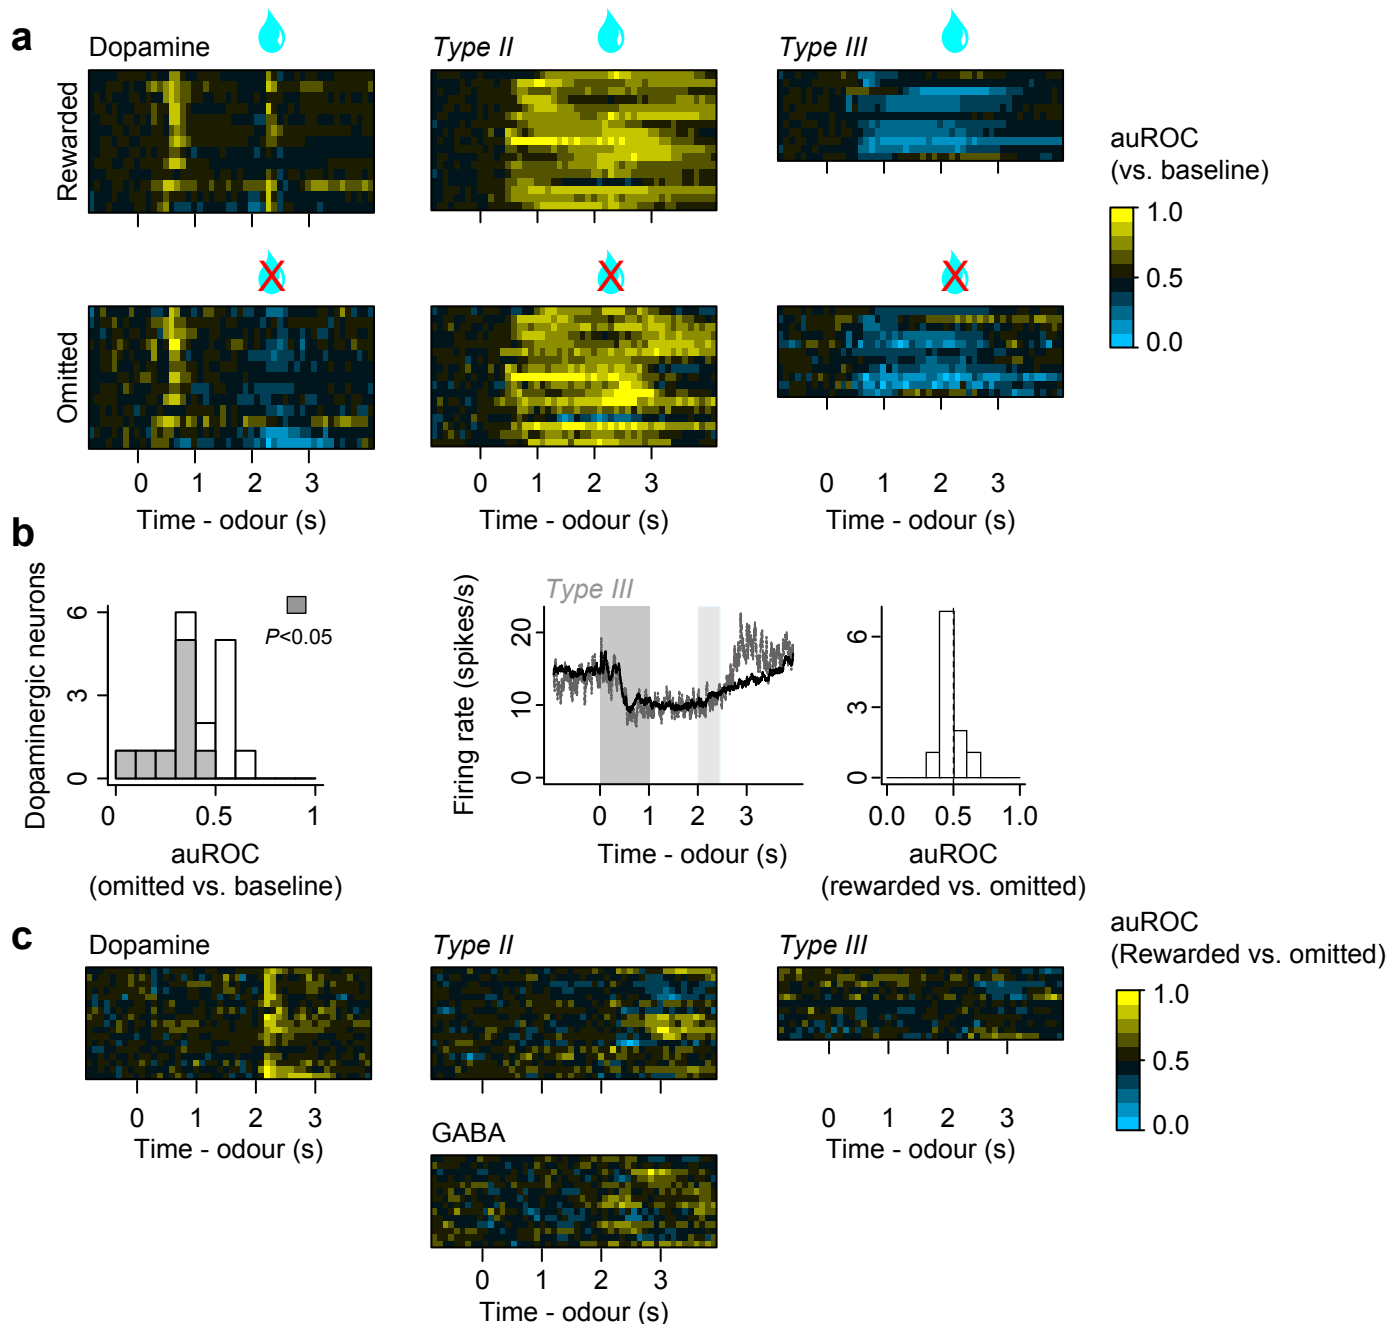 a
Dopamine
Type II
Type III
Rewarded
auROC
(vs. baseline)
1.0
0.5
0.0
X
X
X
Omitted
0 1 2 3
0 1 2 3
0 1 2 3
Time - odour (s)
Time - odour (s)
Time - odour (s)
b
Dopaminergic neurons
6
3
0
P<0.05
0 0.5 1
auROC
(omitted vs. baseline)
Type III
Firing rate (spikes/s)
20
10
0
0 1 2 3
Time - odour (s)
6
3
0
0.0 0.5 1.0
auROC
(rewarded vs. omitted)
c
Dopamine
Type II
Type III
auROC
(Rewarded vs. omitted)
1.0
0.5
0.0
0 1 2 3
Time - odour (s)
0 1 2 3
Time - odour (s)
GABA
0 1 2 3
Time - odour (s)